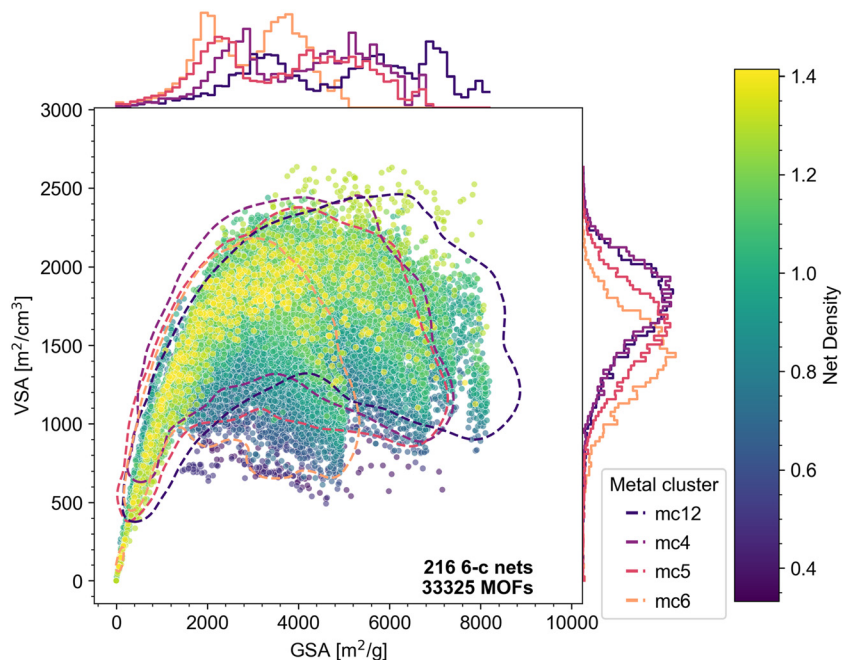 3000
2500
2000
1500
1000
500
0
VSA [m²/cm³]
0
2000
4000
6000
8000
10000
GSA [m²/g]
216 6-c nets
33325 MOFs
Metal cluster
mc12
mc4
mc5
mc6
1.4
1.2
1.0
0.8
0.6
0.4
Net Density